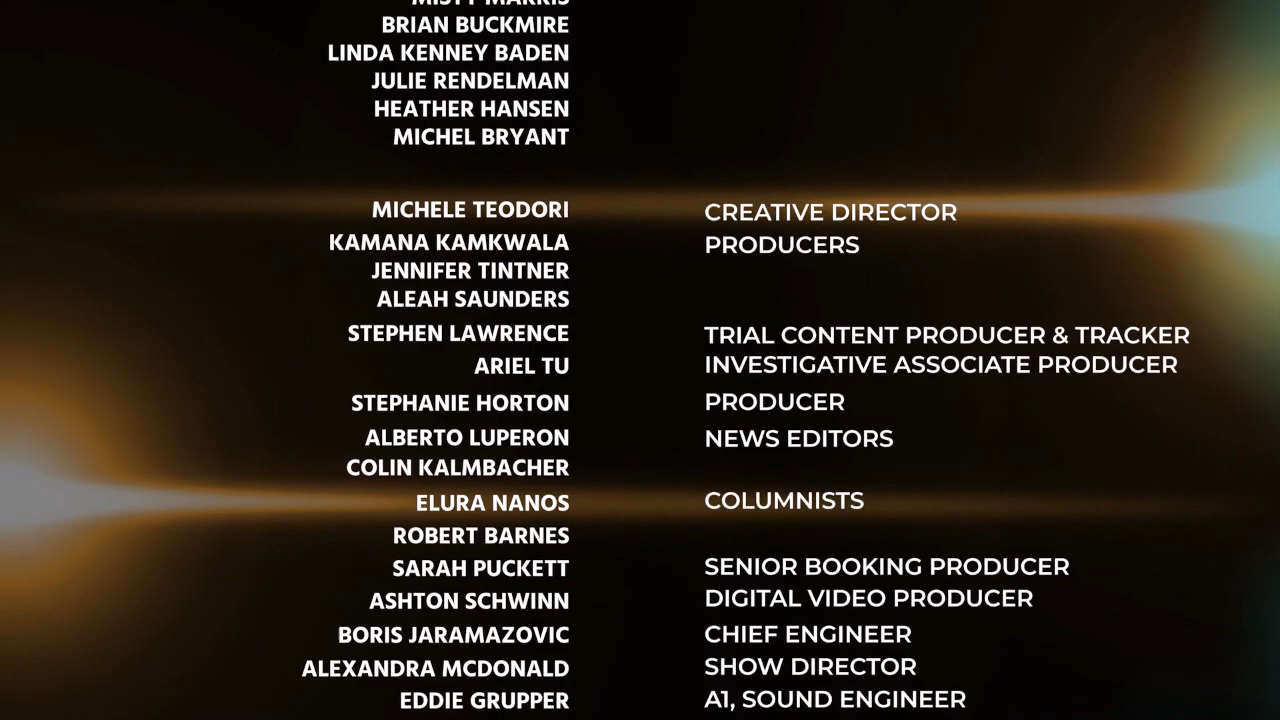 MISTY MARRIS
BRIAN BUCKMIRE
LINDA KENNEY BADEN
JULIE RENDELMAN
HEATHER HANSEN
MICHEL BRYANT
MICHELE TEODORI CREATIVE DIRECTOR
KAMANA KAMKWALA PRODUCERS
JENNIFER TINTNER
ALEAH SAUNDERS
STEPHEN LAWRENCE TRIAL CONTENT PRODUCER & TRACKER
ARIEL TU INVESTIGATIVE ASSOCIATE PRODUCER
STEPHANIE HORTON PRODUCER
ALBERTO LUPERON NEWS EDITORS
COLIN KALMBACHER
ELURA NANOS COLUMNISTS
ROBERT BARNES
SARAH PUCKETT SENIOR BOOKING PRODUCER
ASHTON SCHWINN DIGITAL VIDEO PRODUCER
BORIS JARAMAZOVIC CHIEF ENGINEER
ALEXANDRA MCDONALD SHOW DIRECTOR
EDDIE GRUPPER A1, SOUND ENGINEER